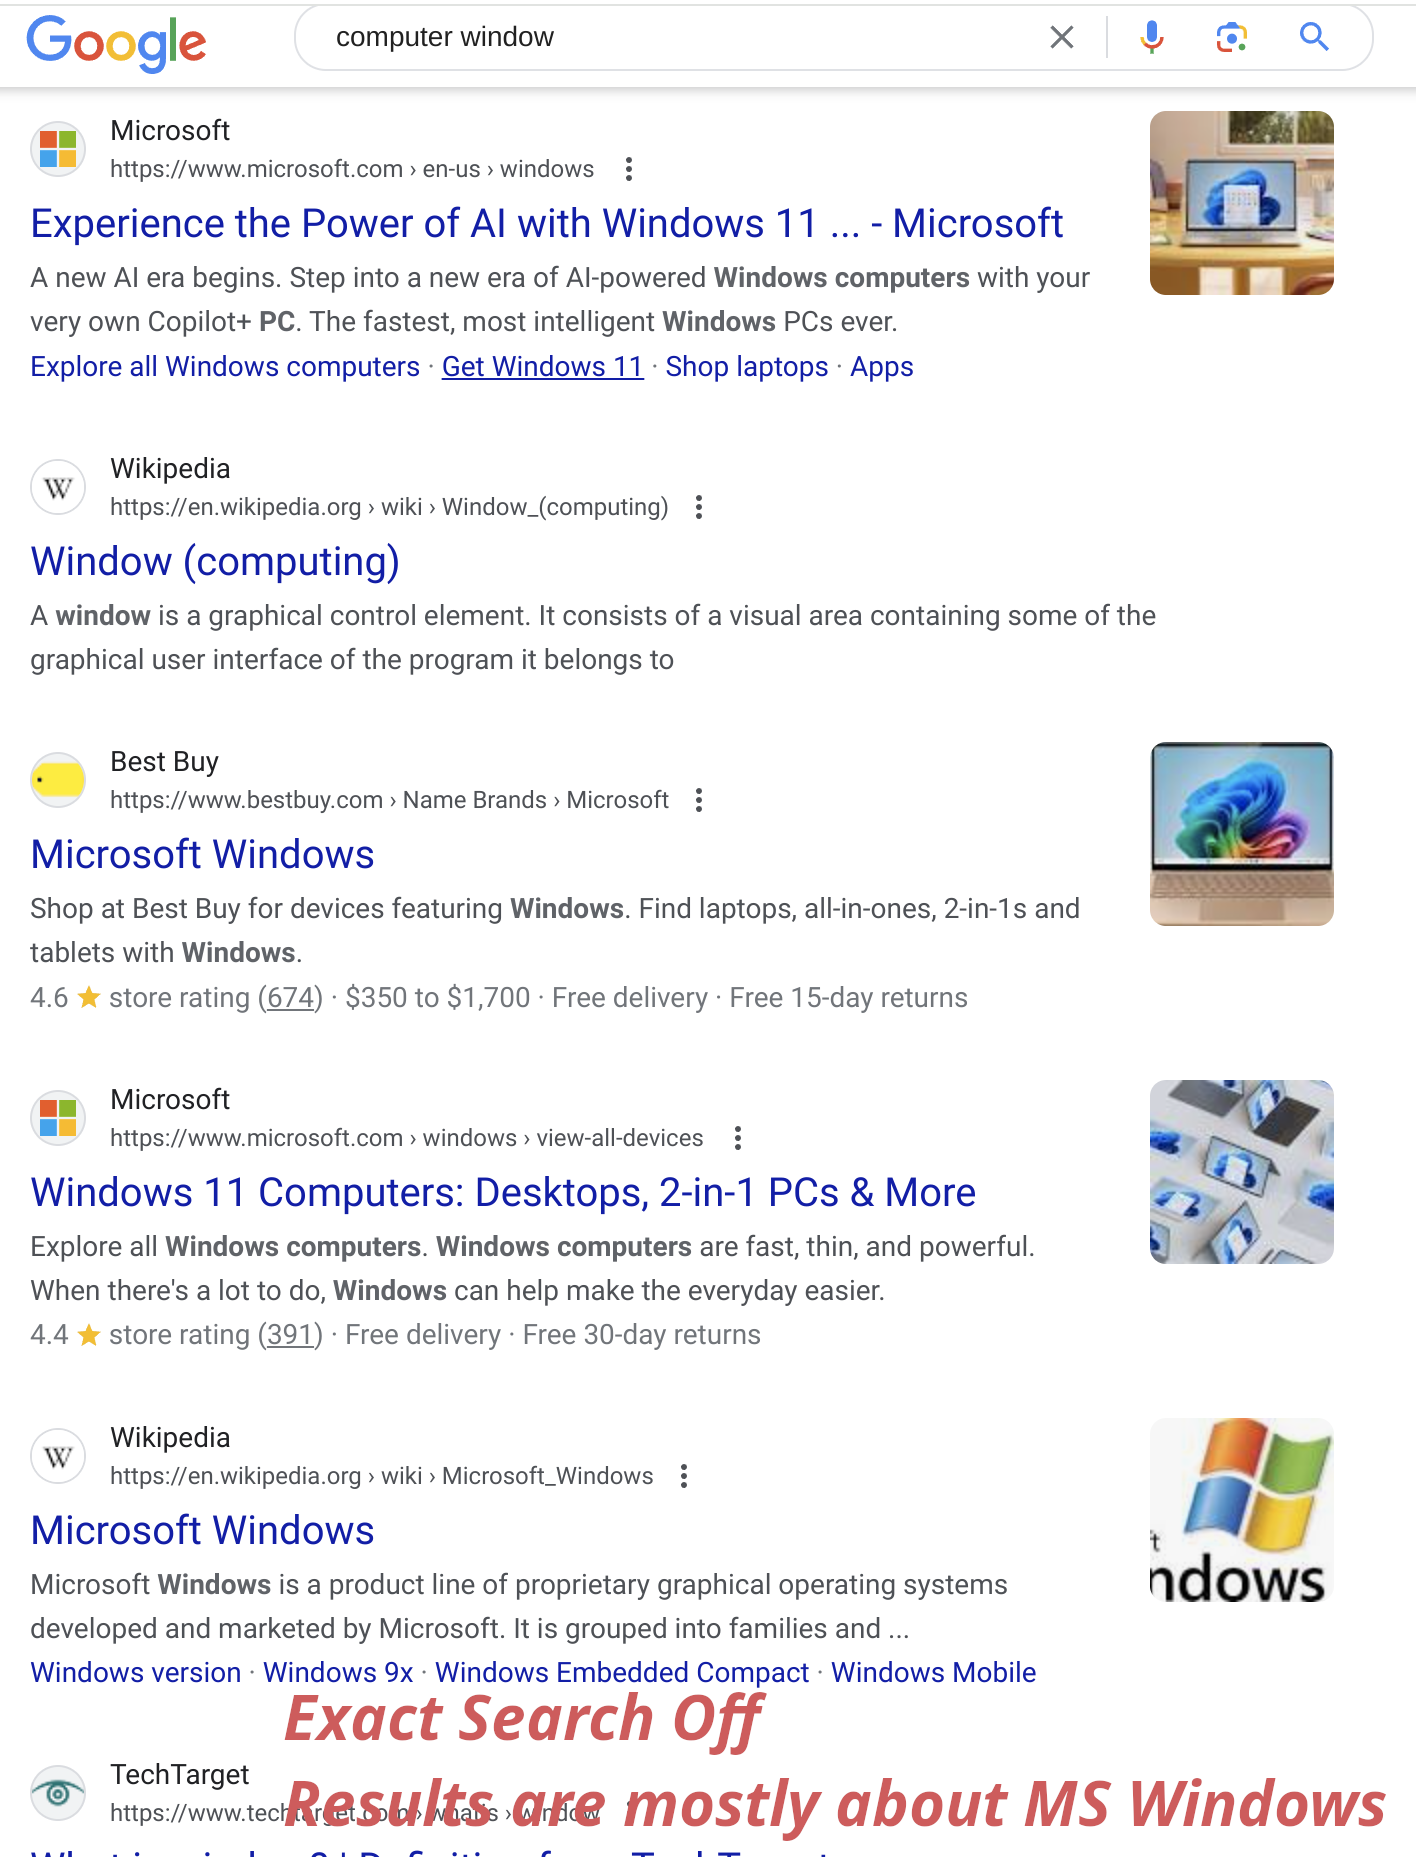 Google
computer window
Microsoft
https://www.microsoft.com › en-us › windows
Experience the Power of AI with Windows 11 ... - Microsoft
A new AI era begins. Step into a new era of AI-powered Windows computers with your
very own Copilot+ PC. The fastest, most intelligent Windows PCs ever.
Explore all Windows computers · Get Windows 11 · Shop laptops · Apps
W
Wikipedia
https://en.wikipedia.org › wiki › Window_(computing)
Window (computing)
A window is a graphical control element. It consists of a visual area containing some of the
graphical user interface of the program it belongs to
Best Buy
https://www.bestbuy.com › Name Brands › Microsoft
Microsoft Windows
Shop at Best Buy for devices featuring Windows. Find laptops, all-in-ones, 2-in-1s and
tablets with Windows.
4.6 ★ store rating (674) · $350 to $1,700 · Free delivery · Free 15-day returns
Microsoft
https://www.microsoft.com › windows › view-all-devices
Windows 11 Computers: Desktops, 2-in-1 PCs & More
Explore all Windows computers. Windows computers are fast, thin, and powerful.
When there's a lot to do, Windows can help make the everyday easier.
4.4 ★ store rating (391) · Free delivery · Free 30-day returns
W
Wikipedia
https://en.wikipedia.org › wiki › Microsoft_Windows
Microsoft Windows
ft
ndows
Microsoft Windows is a product line of proprietary graphical operating systems
developed and marketed by Microsoft. It is grouped into families and ...
Windows version · Windows 9x · Windows Embedded Compact · Windows Mobile
Exact Search Off
TechTarget
https://www.techtarget.com › whatis › window
Results are mostly about MS Windows